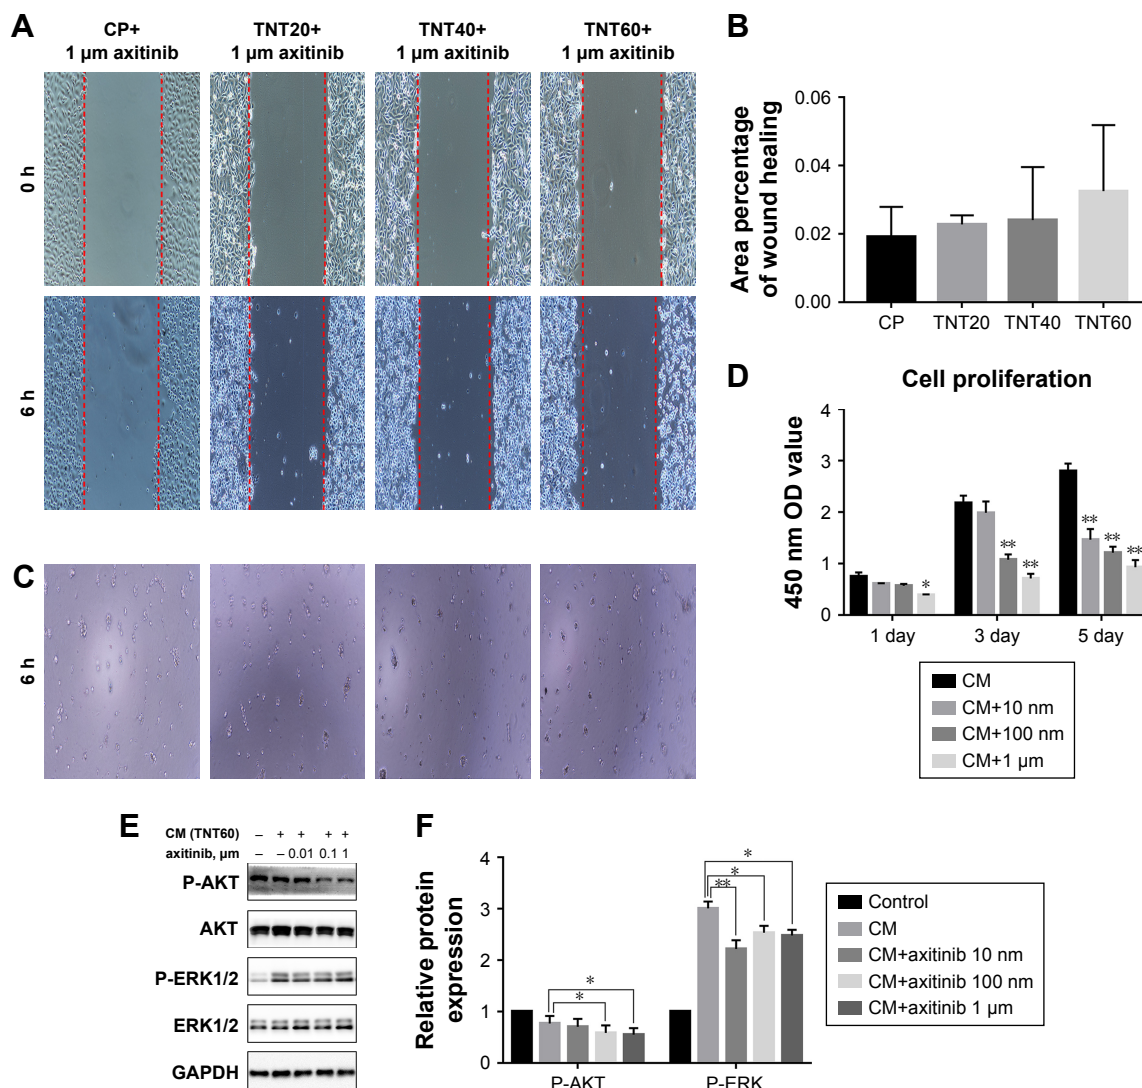 A
CP+
1 µm axitinib
TNT20+
1 µm axitinib
TNT40+
1 µm axitinib
TNT60+
1 µm axitinib
0 h
6 h
B
Area percentage
of wound healing
0.06
0.04
0.02
0.00
CP TNT20 TNT40 TNT60
C
6 h
D
Cell proliferation
450 nm OD value
4
3
2
1
0
* ** ** ** ** **
1 day 3 day 5 day
CM
CM+10 nm
CM+100 nm
CM+1 µm
E
CM (TNT60) – + + + +
axitinib, µm – – 0.01 0.1 1
P-AKT
AKT
P-ERK1/2
ERK1/2
GAPDH
F
Relative protein
expression
4
3
2
1
0
* * ** * *
P-AKT P-ERK
Control
CM
CM+axitinib 10 nm
CM+axitinib 100 nm
CM+axitinib 1 µm